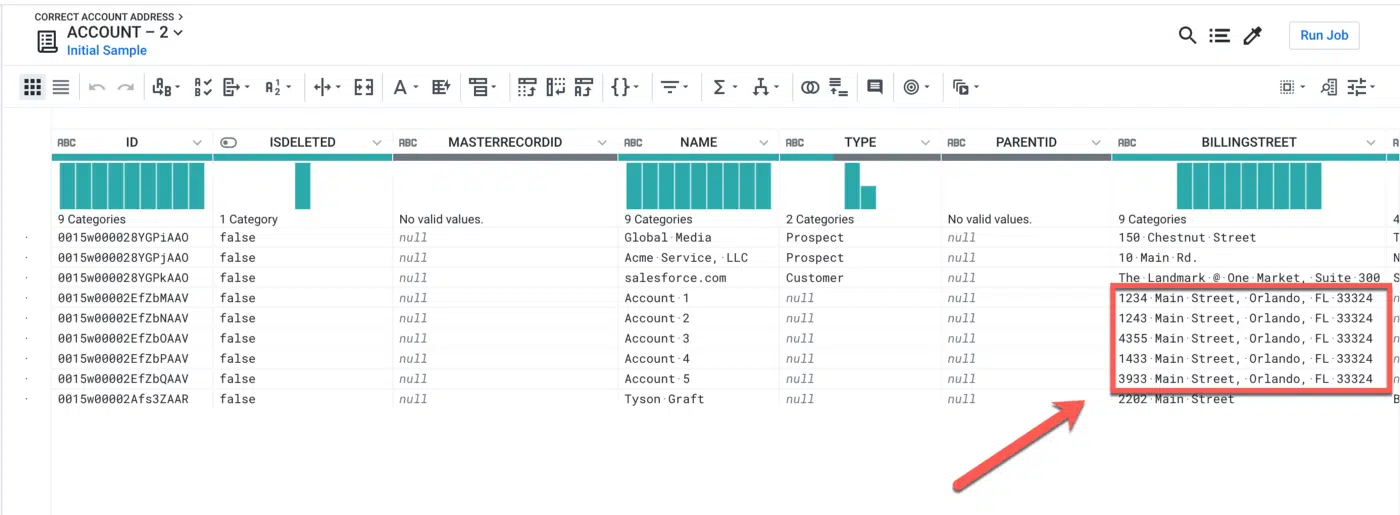 CORRECT ACCOUNT ADDRESS >
ACCOUNT – 2
Initial Sample
Run Job
ABC ID ISDELETED ABC MASTERRECORDID ABC NAME ABC TYPE ABC PARENTID ABC BILLINGSTREET
9 Categories 1 Category No valid values. 9 Categories 2 Categories No valid values. 9 Categories 4
0015w000028YGPiAAO false null Global Media Prospect null 150 Chestnut Street T
0015w000028YGPjAAO false null Acme Service, LLC Prospect null 10 Main Rd. N
0015w000028YGPkAAO false null salesforce.com Customer null The Landmark @ One Market, Suite 300 S
0015w00002EfZbMAAV false null Account 1 null null 1234 Main Street, Orlando, FL 33324
0015w00002EfZbNAAV false null Account 2 null null 1243 Main Street, Orlando, FL 33324
0015w00002EfZbOAAV false null Account 3 null null 4355 Main Street, Orlando, FL 33324
0015w00002EfZbPAAV false null Account 4 null null 1433 Main Street, Orlando, FL 33324
0015w00002EfZbQAAV false null Account 5 null null 3933 Main Street, Orlando, FL 33324
0015w00002Afs3ZAAR false null Tyson Graft null null 2202 Main Street B